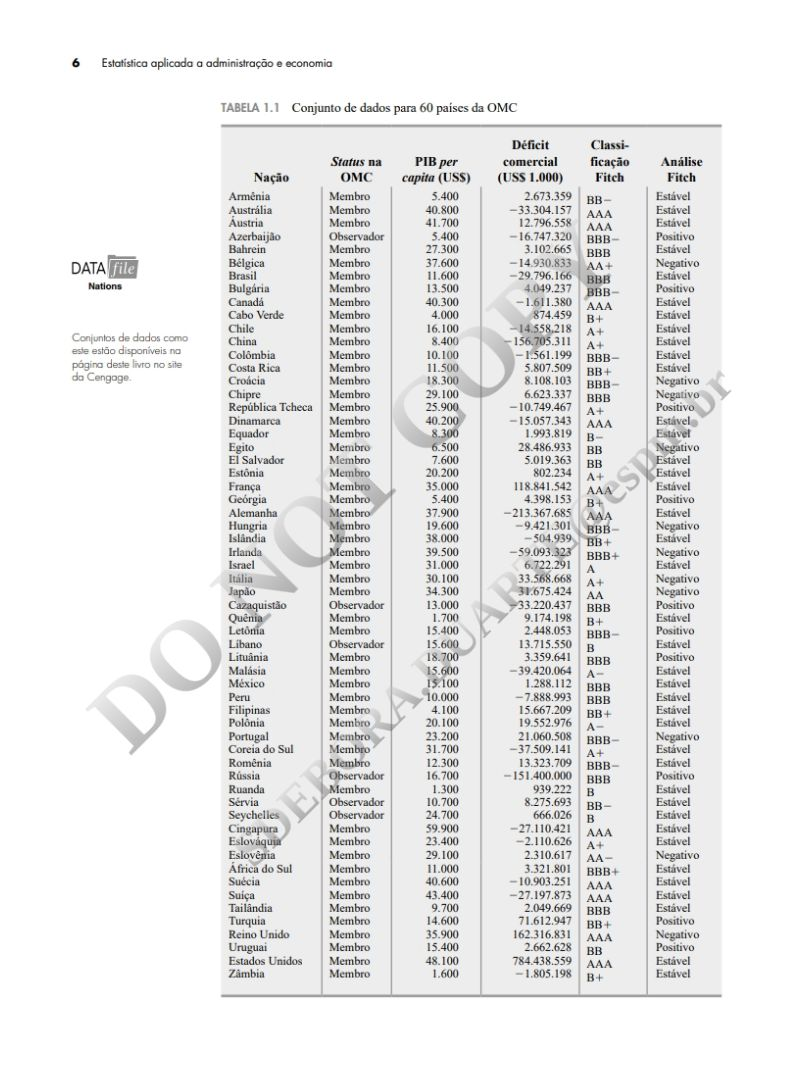 6 Estatística aplicada a administração e economia
TABELA 1.1 Conjunto de dados para 60 países da OMC
Nação Status na OMC PIB per capita (US$) Déficit comercial (US$ 1.000) Classi-ficação Fitch Análise Fitch
Armênia Membro 5.400 2.673.359 BB− Estável
Austrália Membro 40.800 −33.304.157 AAA Estável
Áustria Membro 41.700 12.796.558 AAA Estável
Azerbaijão Observador 5.400 −16.747.320 BBB− Positivo
Bahrein Membro 27.300 3.102.665 BBB Estável
Bélgica Membro 37.600 −14.930.833 AA+ Negativo
Brasil Membro 11.600 −29.796.166 BBB Estável
Bulgária Membro 13.500 4.049.237 BBB− Positivo
Canadá Membro 40.300 −1.611.380 AAA Estável
Cabo Verde Membro 4.000 874.459 B+ Estável
Chile Membro 16.100 −14.558.218 A+ Estável
China Membro 8.400 −156.705.311 A+ Estável
Colômbia Membro 10.100 −1.561.199 BBB− Estável
Costa Rica Membro 11.500 5.807.509 BB+ Estável
Croácia Membro 18.300 8.108.103 BBB− Negativo
Chipre Membro 29.100 6.623.337 BBB Negativo
República Tcheca Membro 25.900 −10.749.467 A+ Positivo
Dinamarca Membro 40.200 −15.057.343 AAA Estável
Equador Membro 8.300 1.993.819 B− Estável
Egito Membro 6.500 28.486.933 BB Negativo
El Salvador Membro 7.600 5.019.363 BB Estável
Estônia Membro 20.200 802.234 A+ Estável
França Membro 35.000 118.841.542 AAA Estável
Geórgia Membro 5.400 4.398.153 B+ Positivo
Alemanha Membro 37.900 −213.367.685 AAA Estável
Hungria Membro 19.600 −9.421.301 BBB− Negativo
Islândia Membro 38.000 −504.939 BB+ Estável
Irlanda Membro 39.500 −59.093.323 BBB+ Negativo
Israel Membro 31.000 6.722.291 A Estável
Itália Membro 30.100 33.568.668 A+ Negativo
Japão Membro 34.300 31.675.424 AA Negativo
Cazaquistão Observador 13.000 −33.220.437 BBB Positivo
Quênia Membro 1.700 9.174.198 B+ Estável
Letônia Membro 15.400 2.448.053 BBB− Positivo
Líbano Observador 15.600 13.715.550 B Estável
Lituânia Membro 18.700 3.359.641 BBB Positivo
Malásia Membro 15.600 −39.420.064 A− Estável
México Membro 15.100 1.288.112 BBB Estável
Peru Membro 10.000 −7.888.993 BBB Estável
Filipinas Membro 4.100 15.667.209 BB+ Estável
Polônia Membro 20.100 19.552.976 A− Estável
Portugal Membro 23.200 21.060.508 BBB− Negativo
Coreia do Sul Membro 31.700 −37.509.141 A+ Estável
Romênia Membro 12.300 13.323.709 BBB− Estável
Rússia Observador 16.700 −151.400.000 BBB Positivo
Ruanda Membro 1.300 939.222 B Estável
Sérvia Observador 10.700 8.275.693 BB− Estável
Seychelles Observador 24.700 666.026 B Estável
Cingapura Membro 59.900 −27.110.421 AAA Estável
Eslováquia Membro 23.400 −2.110.626 A+ Estável
Eslovênia Membro 29.100 2.310.617 AA− Negativo
África do Sul Membro 11.000 3.321.801 BBB+ Estável
Suécia Membro 40.600 −10.903.251 AAA Estável
Suíça Membro 43.400 −27.197.873 AAA Estável
Tailândia Membro 9.700 2.049.669 BBB Estável
Turquia Membro 14.600 71.612.947 BB+ Positivo
Reino Unido Membro 35.900 162.316.831 AAA Negativo
Uruguai Membro 15.400 2.662.628 BB Positivo
Estados Unidos Membro 48.100 784.438.559 AAA Estável
Zâmbia Membro 1.600 −1.805.198 B+ Estável
DATA file
Nations
Conjuntos de dados como
este estão disponíveis na
página deste livro no site
da Cengage.
DO NOT COPY